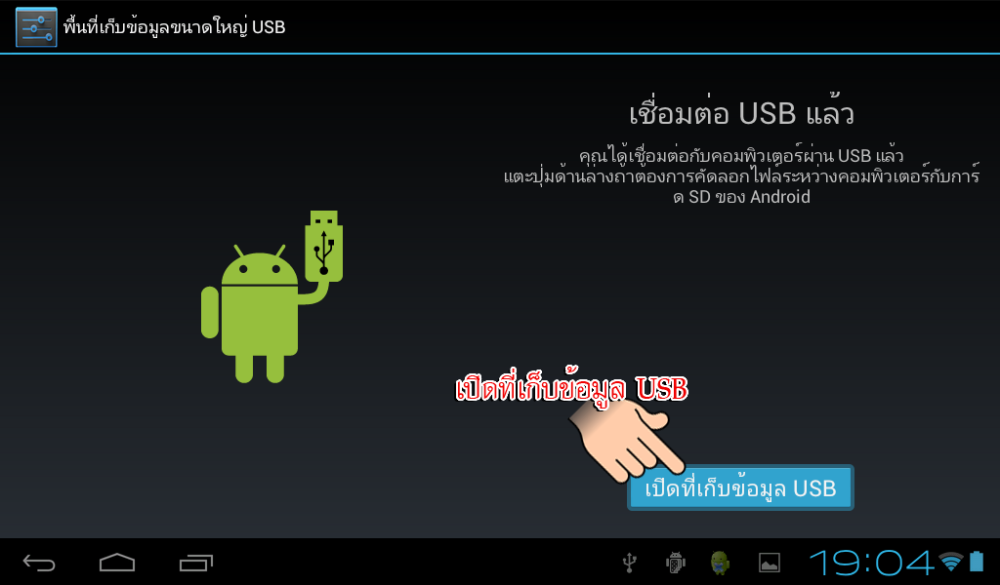 พื้นที่เก็บข้อมูลขนาดใหญ่ USB
เชื่อมต่อ USB แล้ว
คุณได้เชื่อมต่อกับคอมพิวเตอร์ผ่าน USB แล้ว
แตะปุ่มด้านล่างถ้าต้องการคัดลอกไฟล์ระหว่างคอมพิวเตอร์กับการ์
ด SD ของ Android
เปิดที่เก็บข้อมูล USB
เปิดที่เก็บข้อมูล USB
19:04